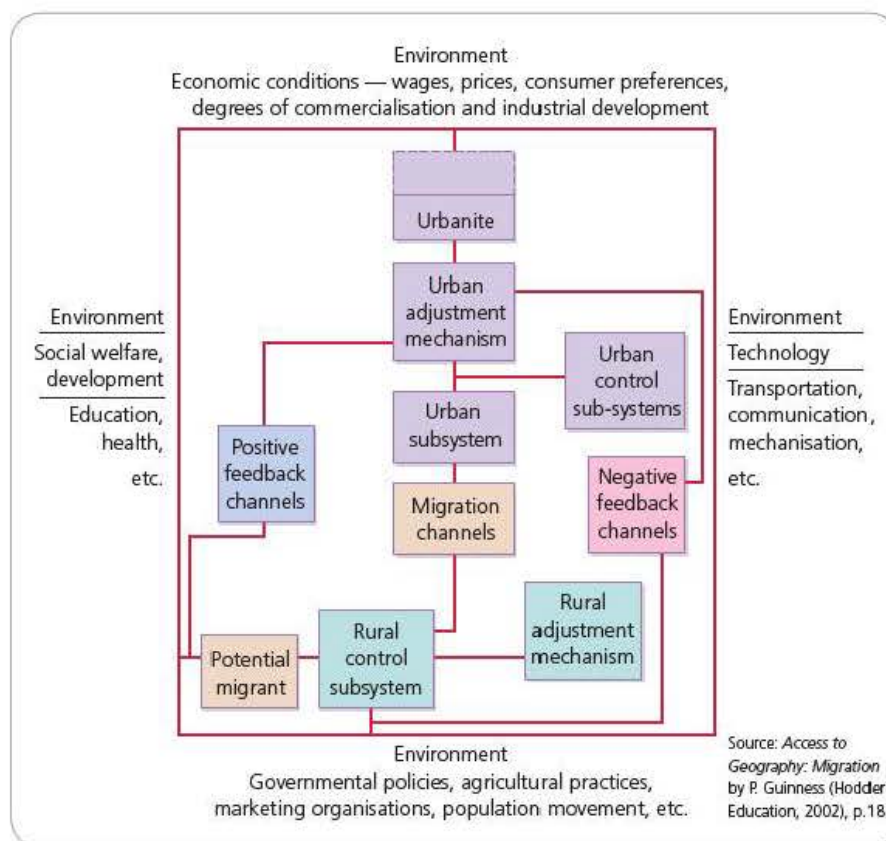 Environment
Economic conditions — wages, prices, consumer preferences,
degrees of commercialisation and industrial development
Urbanite
Urban
adjustment
mechanism
Environment
Social welfare,
development
Education,
health,
etc.
Environment
Technology
Transportation,
communication,
mechanisation,
etc.
Urban
control
sub-systems
Urban
subsystem
Positive
feedback
channels
Migration
channels
Negative
feedback
channels
Rural
adjustment
mechanism
Rural
control
subsystem
Potential
migrant
Environment
Governmental policies, agricultural practices,
marketing organisations, population movement, etc.
Source: Access to
Geography: Migration
by P. Guinness (Hodder
Education, 2002), p.18